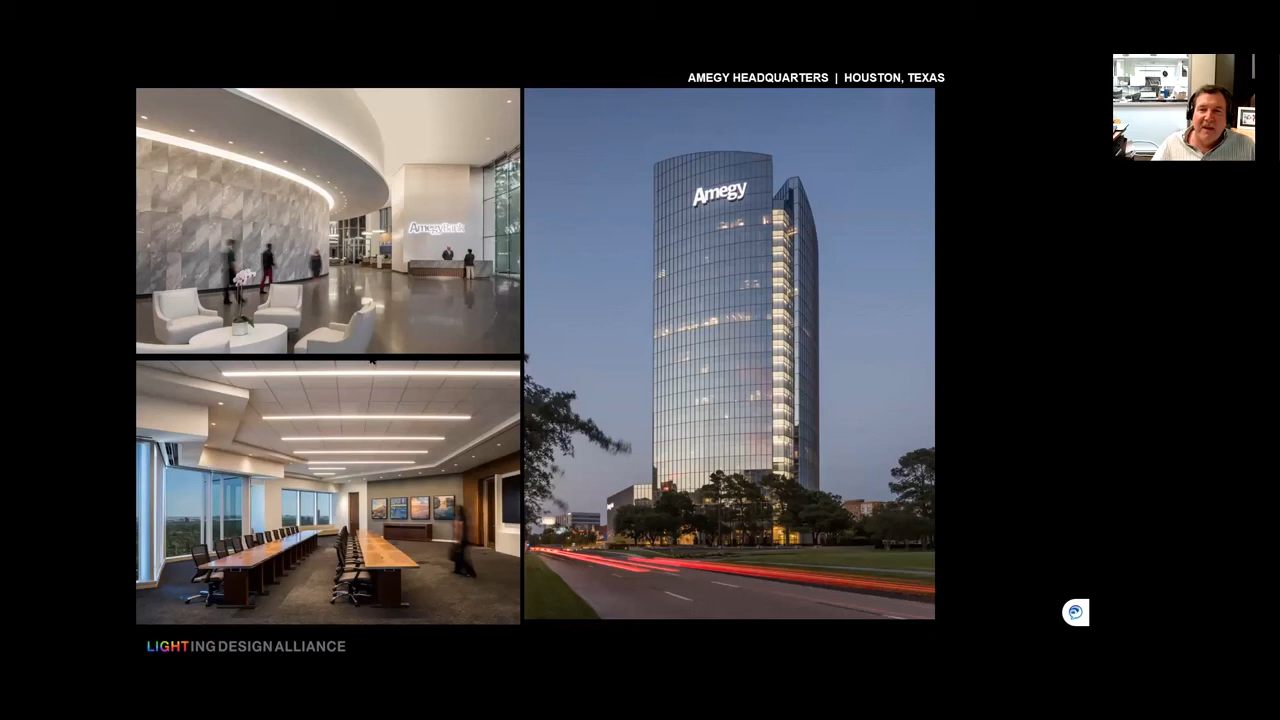 AMEGY HEADQUARTERS | HOUSTON, TEXAS
AmegyBank
Amegy
LIGHTING DESIGN ALLIANCE